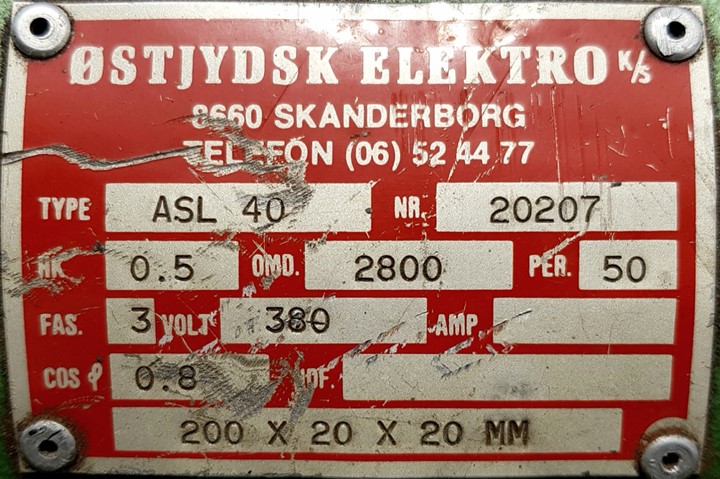 ØSTJYDSK ELEKTRO K/S
8660 SKANDERBORG
TELEFON (06) 52 44 77
TYPE ASL 40 NR. 20207
HK 0.5 OMD. 2800 PER. 50
FAS. 3 VOLT 380 AMP.
COS φ 0.8
200 X 20 X 20 MM